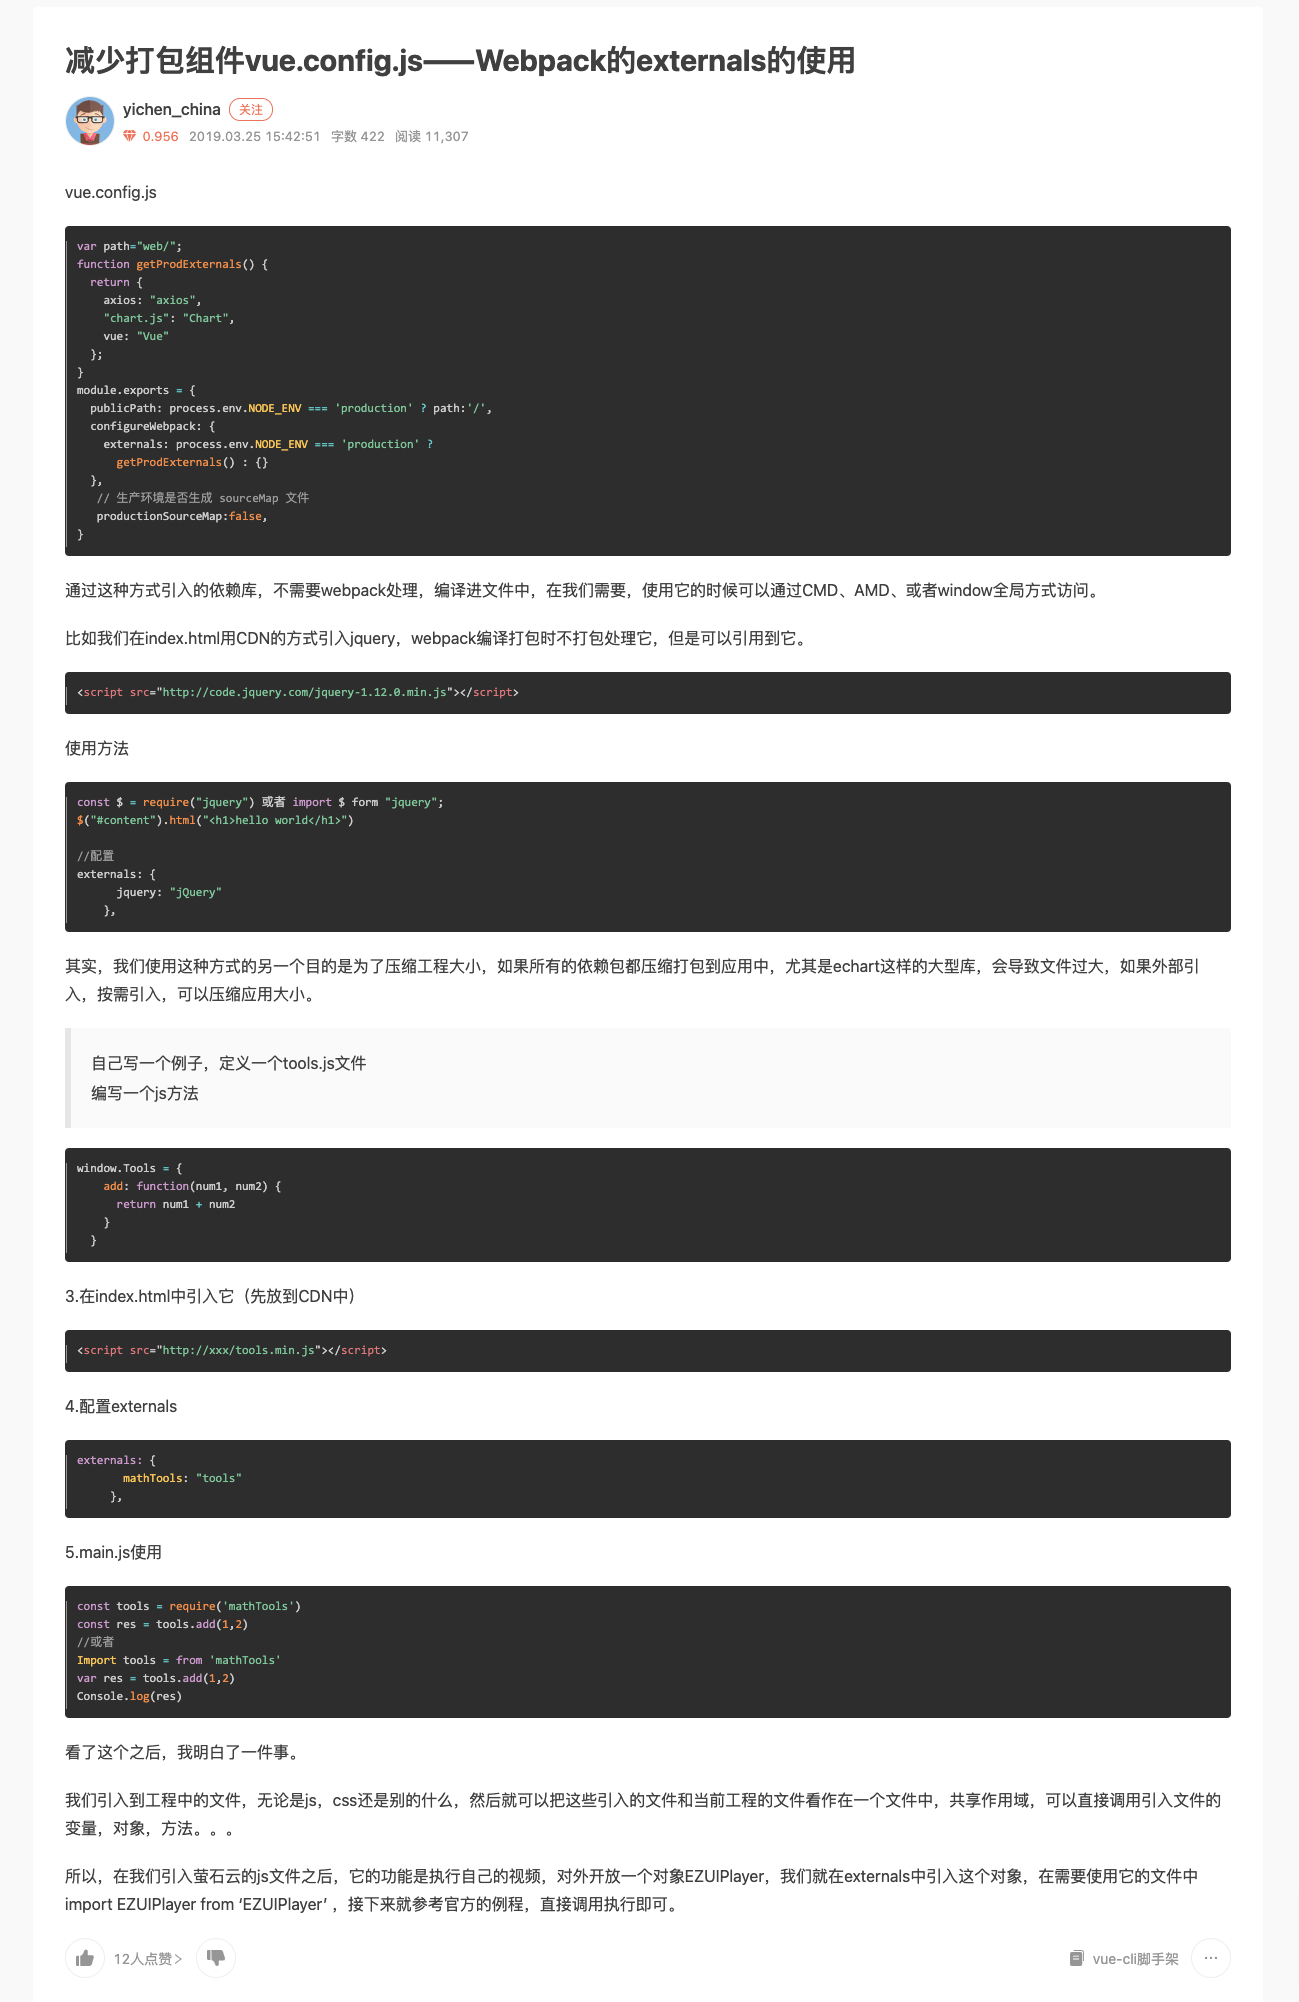 减少打包组件vue.config.js——Webpack的externals的使用
yichen_china 关注
0.956 2019.03.25 15:42:51 字数 422 阅读 11,307
vue.config.js
var path="web/";
function getProdExternals() {
  return {
    axios: "axios",
    "chart.js": "Chart",
    vue: "Vue"
  };
}
module.exports = {
  publicPath: process.env.NODE_ENV === 'production' ? path:'/',
  configureWebpack: {
    externals: process.env.NODE_ENV === 'production' ?
      getProdExternals() : {}
  },
   // 生产环境是否生成 sourceMap 文件
   productionSourceMap:false,
}
通过这种方式引入的依赖库，不需要webpack处理，编译进文件中，在我们需要，使用它的时候可以通过CMD、AMD、或者window全局方式访问。
比如我们在index.html用CDN的方式引入jquery，webpack编译打包时不打包处理它，但是可以引用到它。
<script src="http://code.jquery.com/jquery-1.12.0.min.js"></script>
使用方法
const $ = require("jquery") 或者 import $ form "jquery";
$("#content").html("<h1>hello world</h1>")
//配置
externals: {
      jquery: "jQuery"
    },
其实，我们使用这种方式的另一个目的是为了压缩工程大小，如果所有的依赖包都压缩打包到应用中，尤其是echart这样的大型库，会导致文件过大，如果外部引
入，按需引入，可以压缩应用大小。
自己写一个例子，定义一个tools.js文件
编写一个js方法
window.Tools = {
    add: function(num1, num2) {
      return num1 + num2
    }
  }
3.在index.html中引入它（先放到CDN中）
<script src="http://xxx/tools.min.js"></script>
4.配置externals
externals: {
       mathTools: "tools"
     },
5.main.js使用
const tools = require('mathTools')
const res = tools.add(1,2)
//或者
Import tools = from 'mathTools'
var res = tools.add(1,2)
Console.log(res)
看了这个之后，我明白了一件事。
我们引入到工程中的文件，无论是js，css还是别的什么，然后就可以把这些引入的文件和当前工程的文件看作在一个文件中，共享作用域，可以直接调用引入文件的
变量，对象，方法。。。
所以，在我们引入萤石云的js文件之后，它的功能是执行自己的视频，对外开放一个对象EZUIPlayer，我们就在externals中引入这个对象，在需要使用它的文件中
import EZUIPlayer from ‘EZUIPlayer’ ，接下来就参考官方的例程，直接调用执行即可。
12人点赞> vue-cli脚手架 ···